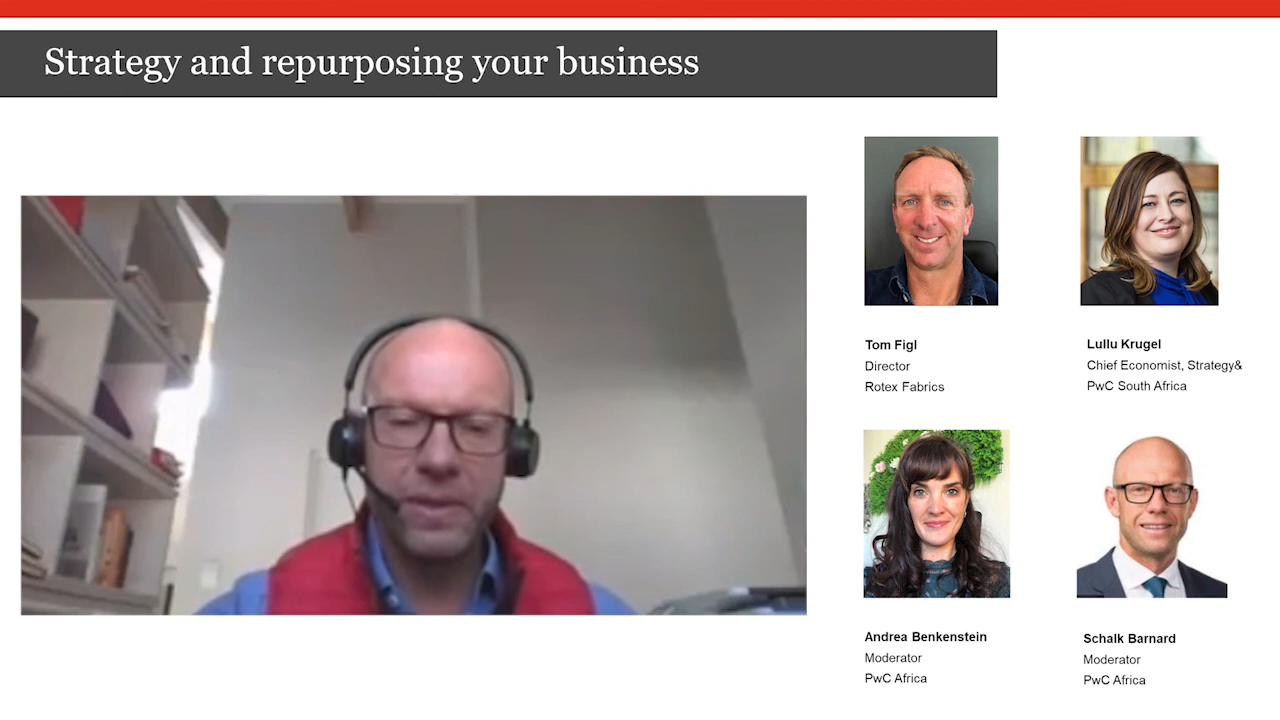 Strategy and repurposing your business
Tom Figl
Director
Rotex Fabrics
Lullu Krugel
Chief Economist, Strategy&
PwC South Africa
Andrea Benkenstein
Moderator
PwC Africa
Schalk Barnard
Moderator
PwC Africa